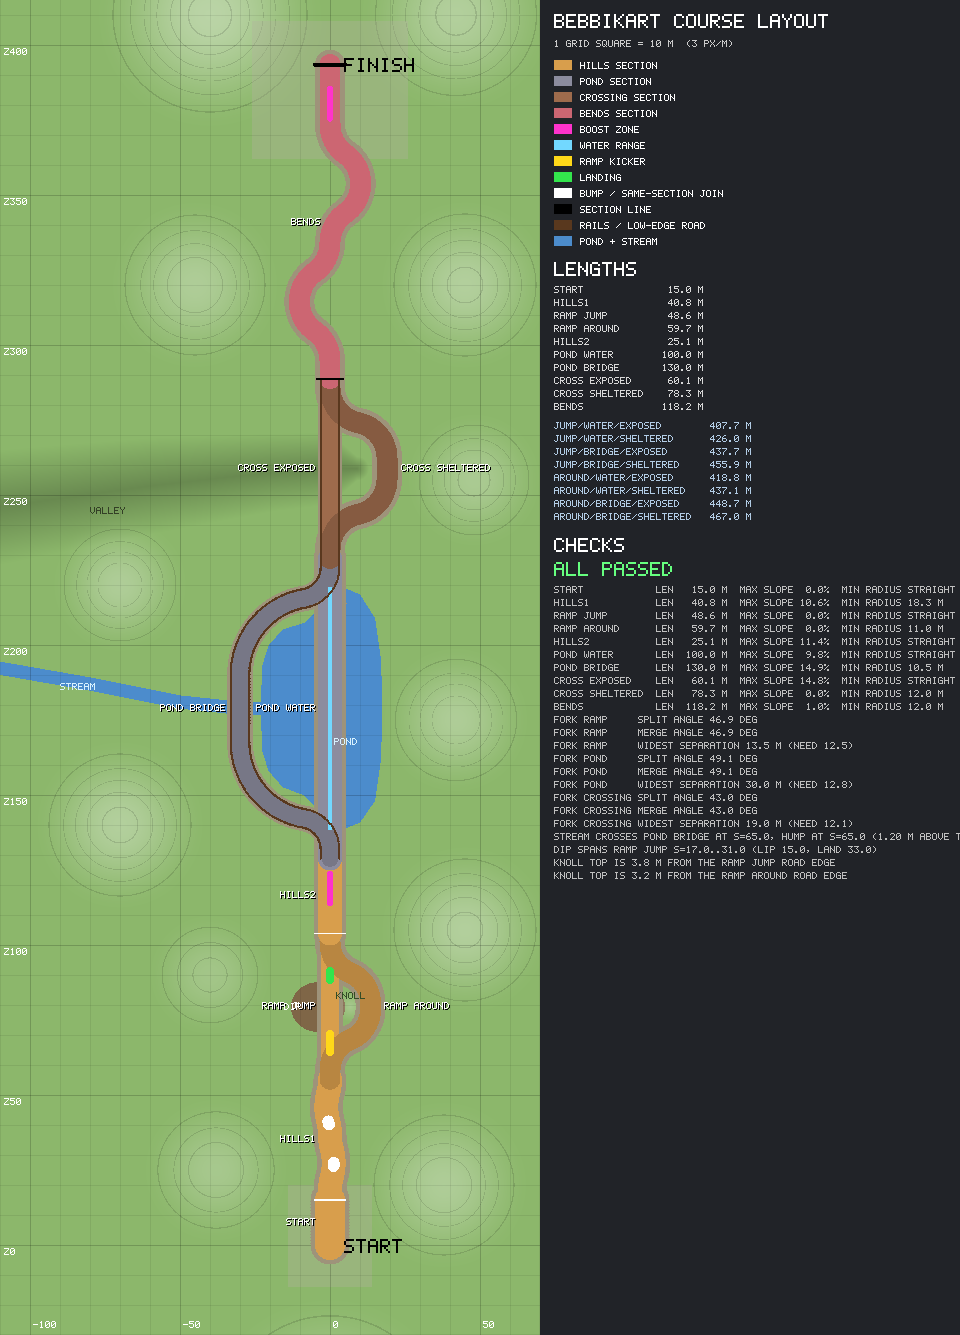 BEBBIKART COURSE LAYOUT
1 GRID SQUARE = 10 M (3 PX/M)
HILLS SECTION
POND SECTION
CROSSING SECTION
BENDS SECTION
BOOST ZONE
WATER RANGE
RAMP KICKER
LANDING
BUMP / SAME-SECTION JOIN
SECTION LINE
RAILS / LOW-EDGE ROAD
POND + STREAM
LENGTHS
START 15.0 M
HILLS1 40.8 M
RAMP JUMP 48.6 M
RAMP AROUND 59.7 M
HILLS2 25.1 M
POND WATER 100.0 M
POND BRIDGE 130.0 M
CROSS EXPOSED 60.1 M
CROSS SHELTERED 78.3 M
BENDS 118.2 M
JUMP/WATER/EXPOSED 407.7 M
JUMP/WATER/SHELTERED 426.0 M
JUMP/BRIDGE/EXPOSED 437.7 M
JUMP/BRIDGE/SHELTERED 455.9 M
AROUND/WATER/EXPOSED 418.8 M
AROUND/WATER/SHELTERED 437.1 M
AROUND/BRIDGE/EXPOSED 448.7 M
AROUND/BRIDGE/SHELTERED 467.0 M
CHECKS
ALL PASSED
START LEN 15.0 M MAX SLOPE 0.0% MIN RADIUS STRAIGHT
HILLS1 LEN 40.8 M MAX SLOPE 10.6% MIN RADIUS 18.3 M
RAMP JUMP LEN 48.6 M MAX SLOPE 0.0% MIN RADIUS STRAIGHT
RAMP AROUND LEN 59.7 M MAX SLOPE 0.0% MIN RADIUS 11.0 M
HILLS2 LEN 25.1 M MAX SLOPE 11.4% MIN RADIUS STRAIGHT
POND WATER LEN 100.0 M MAX SLOPE 9.8% MIN RADIUS STRAIGHT
POND BRIDGE LEN 130.0 M MAX SLOPE 14.9% MIN RADIUS 10.5 M
CROSS EXPOSED LEN 60.1 M MAX SLOPE 14.8% MIN RADIUS STRAIGHT
CROSS SHELTERED LEN 78.3 M MAX SLOPE 0.0% MIN RADIUS 12.0 M
BENDS LEN 118.2 M MAX SLOPE 1.0% MIN RADIUS 12.0 M
FORK RAMP SPLIT ANGLE 46.9 DEG
FORK RAMP MERGE ANGLE 46.9 DEG
FORK RAMP WIDEST SEPARATION 13.5 M (NEED 12.5)
FORK POND SPLIT ANGLE 49.1 DEG
FORK POND MERGE ANGLE 49.1 DEG
FORK POND WIDEST SEPARATION 30.0 M (NEED 12.8)
FORK CROSSING SPLIT ANGLE 43.0 DEG
FORK CROSSING MERGE ANGLE 43.0 DEG
FORK CROSSING WIDEST SEPARATION 19.0 M (NEED 12.1)
STREAM CROSSES POND BRIDGE AT S=65.0, HUMP AT S=65.0 (1.20 M ABOVE T
DIP SPANS RAMP JUMP S=17.0..31.0 (LIP 15.0, LAND 33.0)
KNOLL TOP IS 3.8 M FROM THE RAMP JUMP ROAD EDGE
KNOLL TOP IS 3.2 M FROM THE RAMP AROUND ROAD EDGE
Z400
FINISH
Z350
BENDS
Z300
CROSS EXPOSED
CROSS SHELTERED
Z250
VALLEY
Z200
STREAM
POND BRIDGE
POND WATER
POND
Z150
HILLS2
Z100
KNOLL
RAMP JUMP
RAMP AROUND
Z50
HILLS1
START
START
Z0
-100
-50
0
50